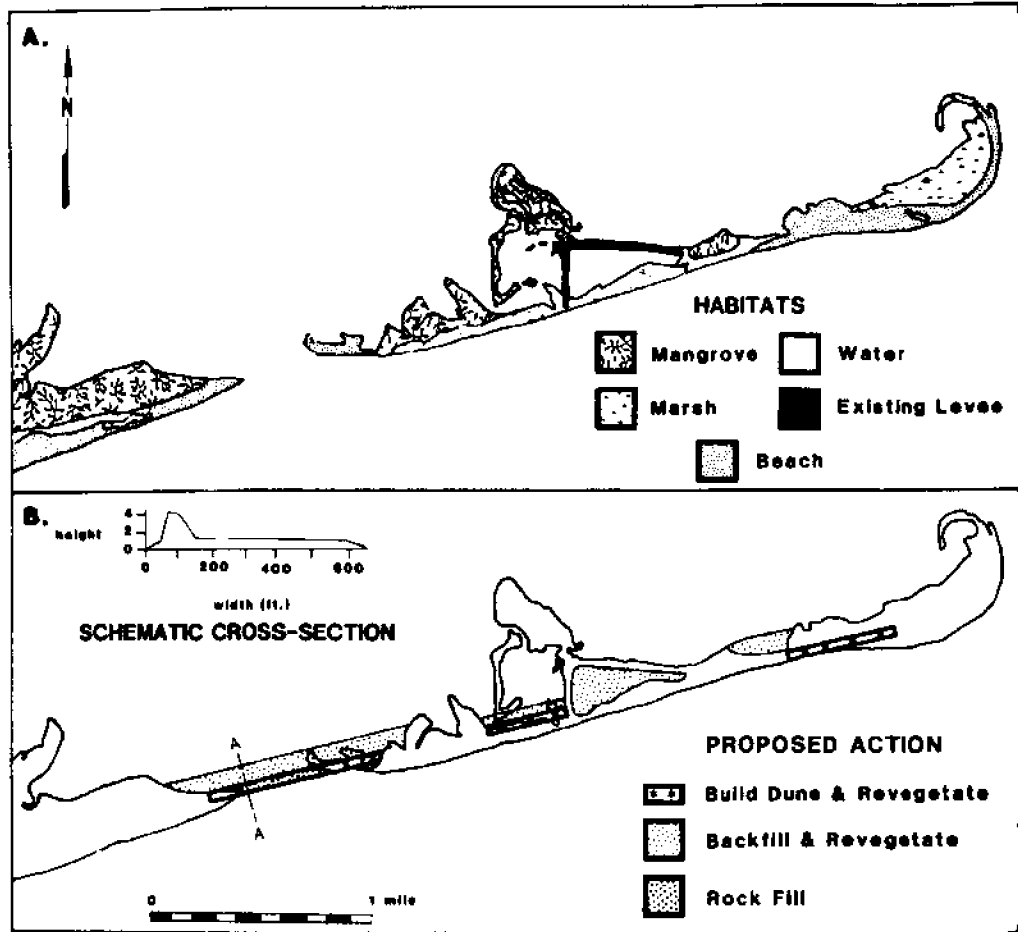 A.
N
HABITATS
Mangrove
Water
Marsh
Existing Levee
Beach
B.
height
4
2
0
0 200 400 600
width (ft.)
SCHEMATIC CROSS-SECTION
A
A
PROPOSED ACTION
Build Dune & Revegetate
Backfill & Revegetate
Rock Fill
0 1 mile